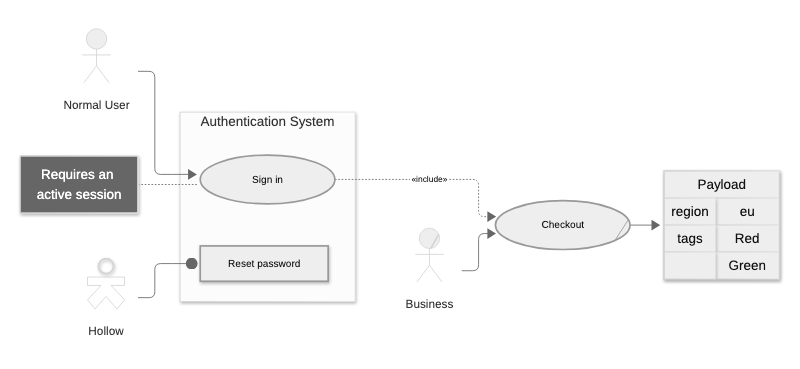 Normal User
Authentication System
Requires an
active session
Sign in
«include»
Checkout
Payload
region eu
tags Red
Green
Reset password
Business
Hollow